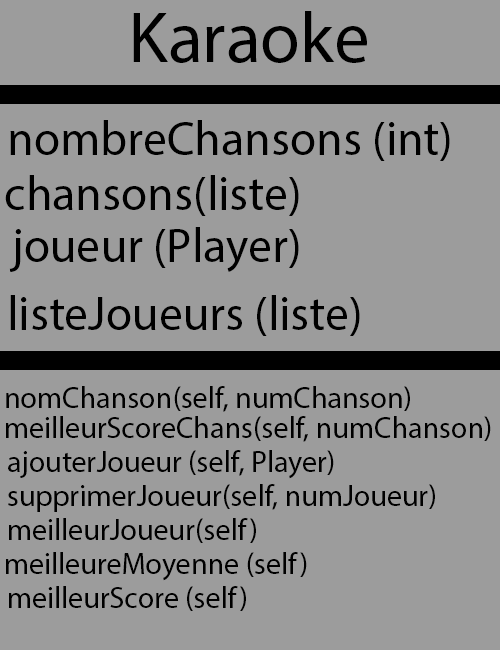 Karaoke
nombreChansons (int)
chansons(liste)
joueur (Player)
listeJoueurs (liste)
nomChanson(self, numChanson)
meilleurScoreChans(self, numChanson)
ajouterJoueur (self, Player)
supprimerJoueur(self, numJoueur)
meilleurJoueur(self)
meilleureMoyenne (self)
meilleurScore (self)